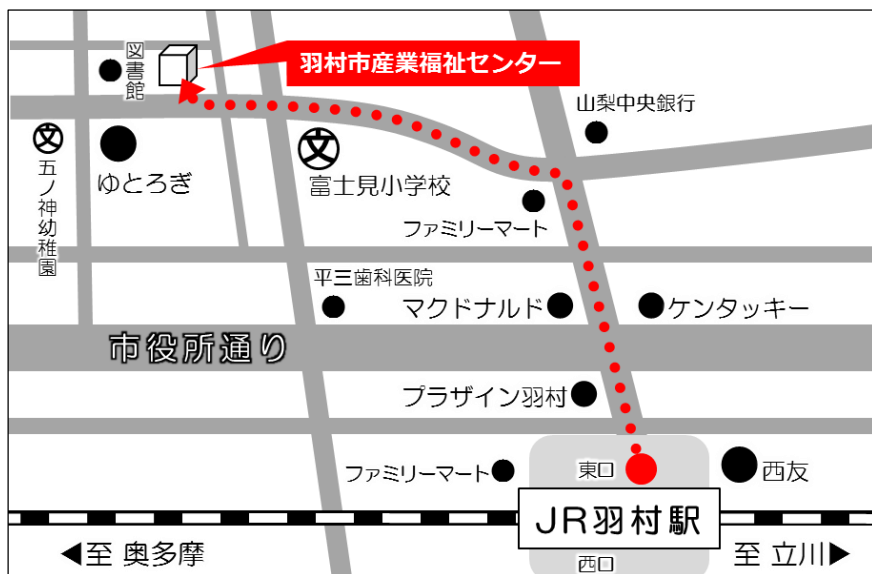 図書館
羽村市産業福祉センター
山梨中央銀行
文
五ノ神幼稚園
ゆとろぎ
文
富士見小学校
ファミリーマート
平三歯科医院
マクドナルド
ケンタッキー
市役所通り
プラザイン羽村
ファミリーマート
東口
西友
JR羽村駅
◀至 奥多摩
西口
至 立川▶